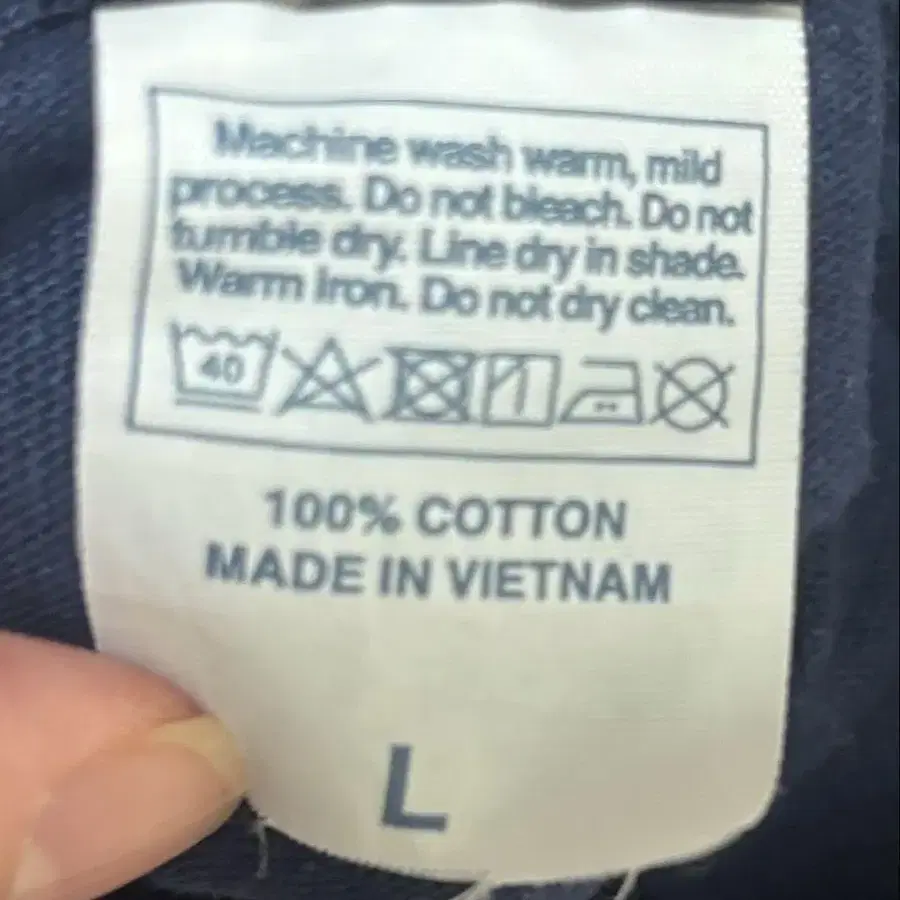 Machine wash warm, mild
process. Do not bleach. Do not
tumble dry. Line dry in shade.
Warm Iron. Do not dry clean.
40
100% COTTON
MADE IN VIETNAM
L